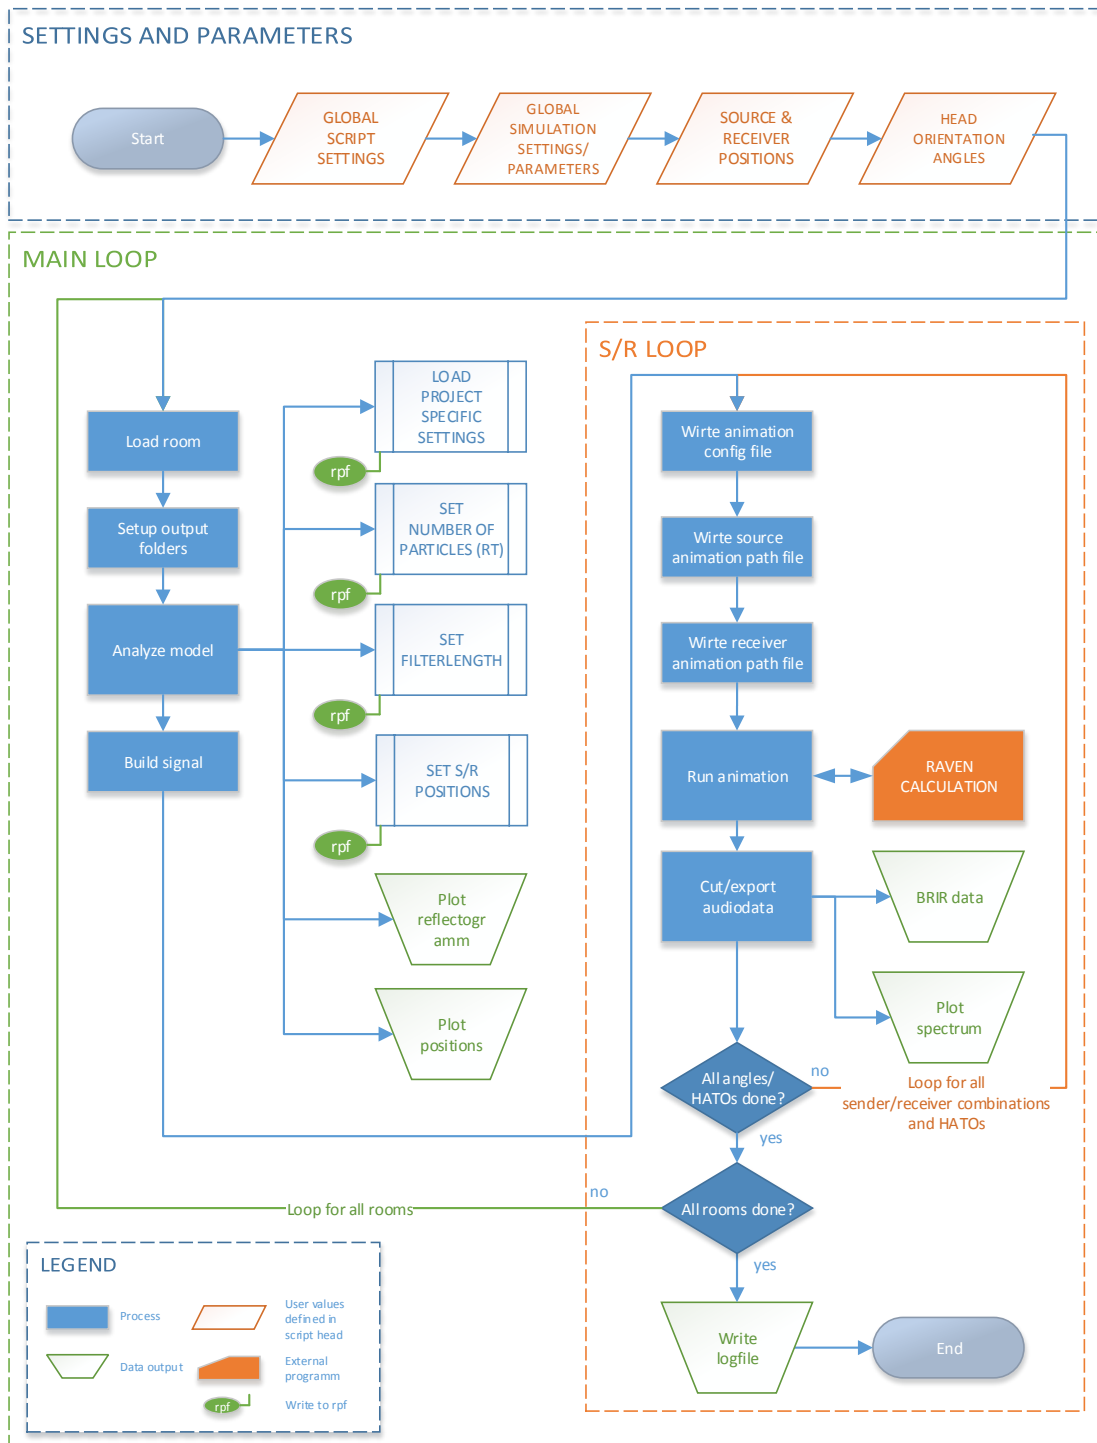 SETTINGS AND PARAMETERS
Start
GLOBAL
SCRIPT
SETTINGS
GLOBAL
SIMULATION
SETTINGS/
PARAMETERS
SOURCE &
RECEIVER
POSITIONS
HEAD
ORIENTATION
ANGLES
MAIN LOOP
Load room
Setup output
folders
Analyze model
Build signal
LOAD
PROJECT
SPECIFIC
SETTINGS
rpf
SET
NUMBER OF
PARTICLES (RT)
rpf
SET
FILTERLENGTH
rpf
SET S/R
POSITIONS
rpf
Plot
reflectogr
amm
Plot
positions
S/R LOOP
Wirte animation
config file
Wirte source
animation path file
Wirte receiver
animation path file
Run animation
RAVEN
CALCULATION
Cut/export
audiodata
BRIR data
Plot
spectrum
All angles/
HATOs done?
no
Loop for all
sender/receiver combinations
and HATOs
yes
All rooms done?
no
Loop for all rooms
yes
Write
logfile
End
LEGEND
Process
User values
defined in
script head
Data output
External
programm
rpf
Write to rpf